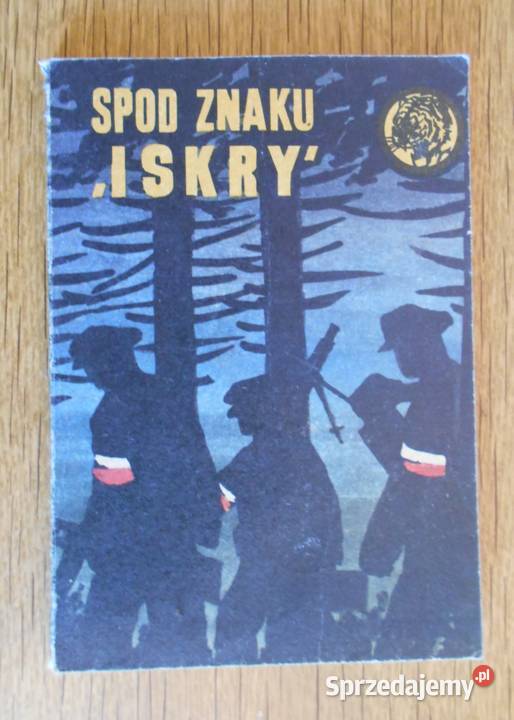 SPOD ZNAKU
‚ISKRY'
Sprzedajemy.pl